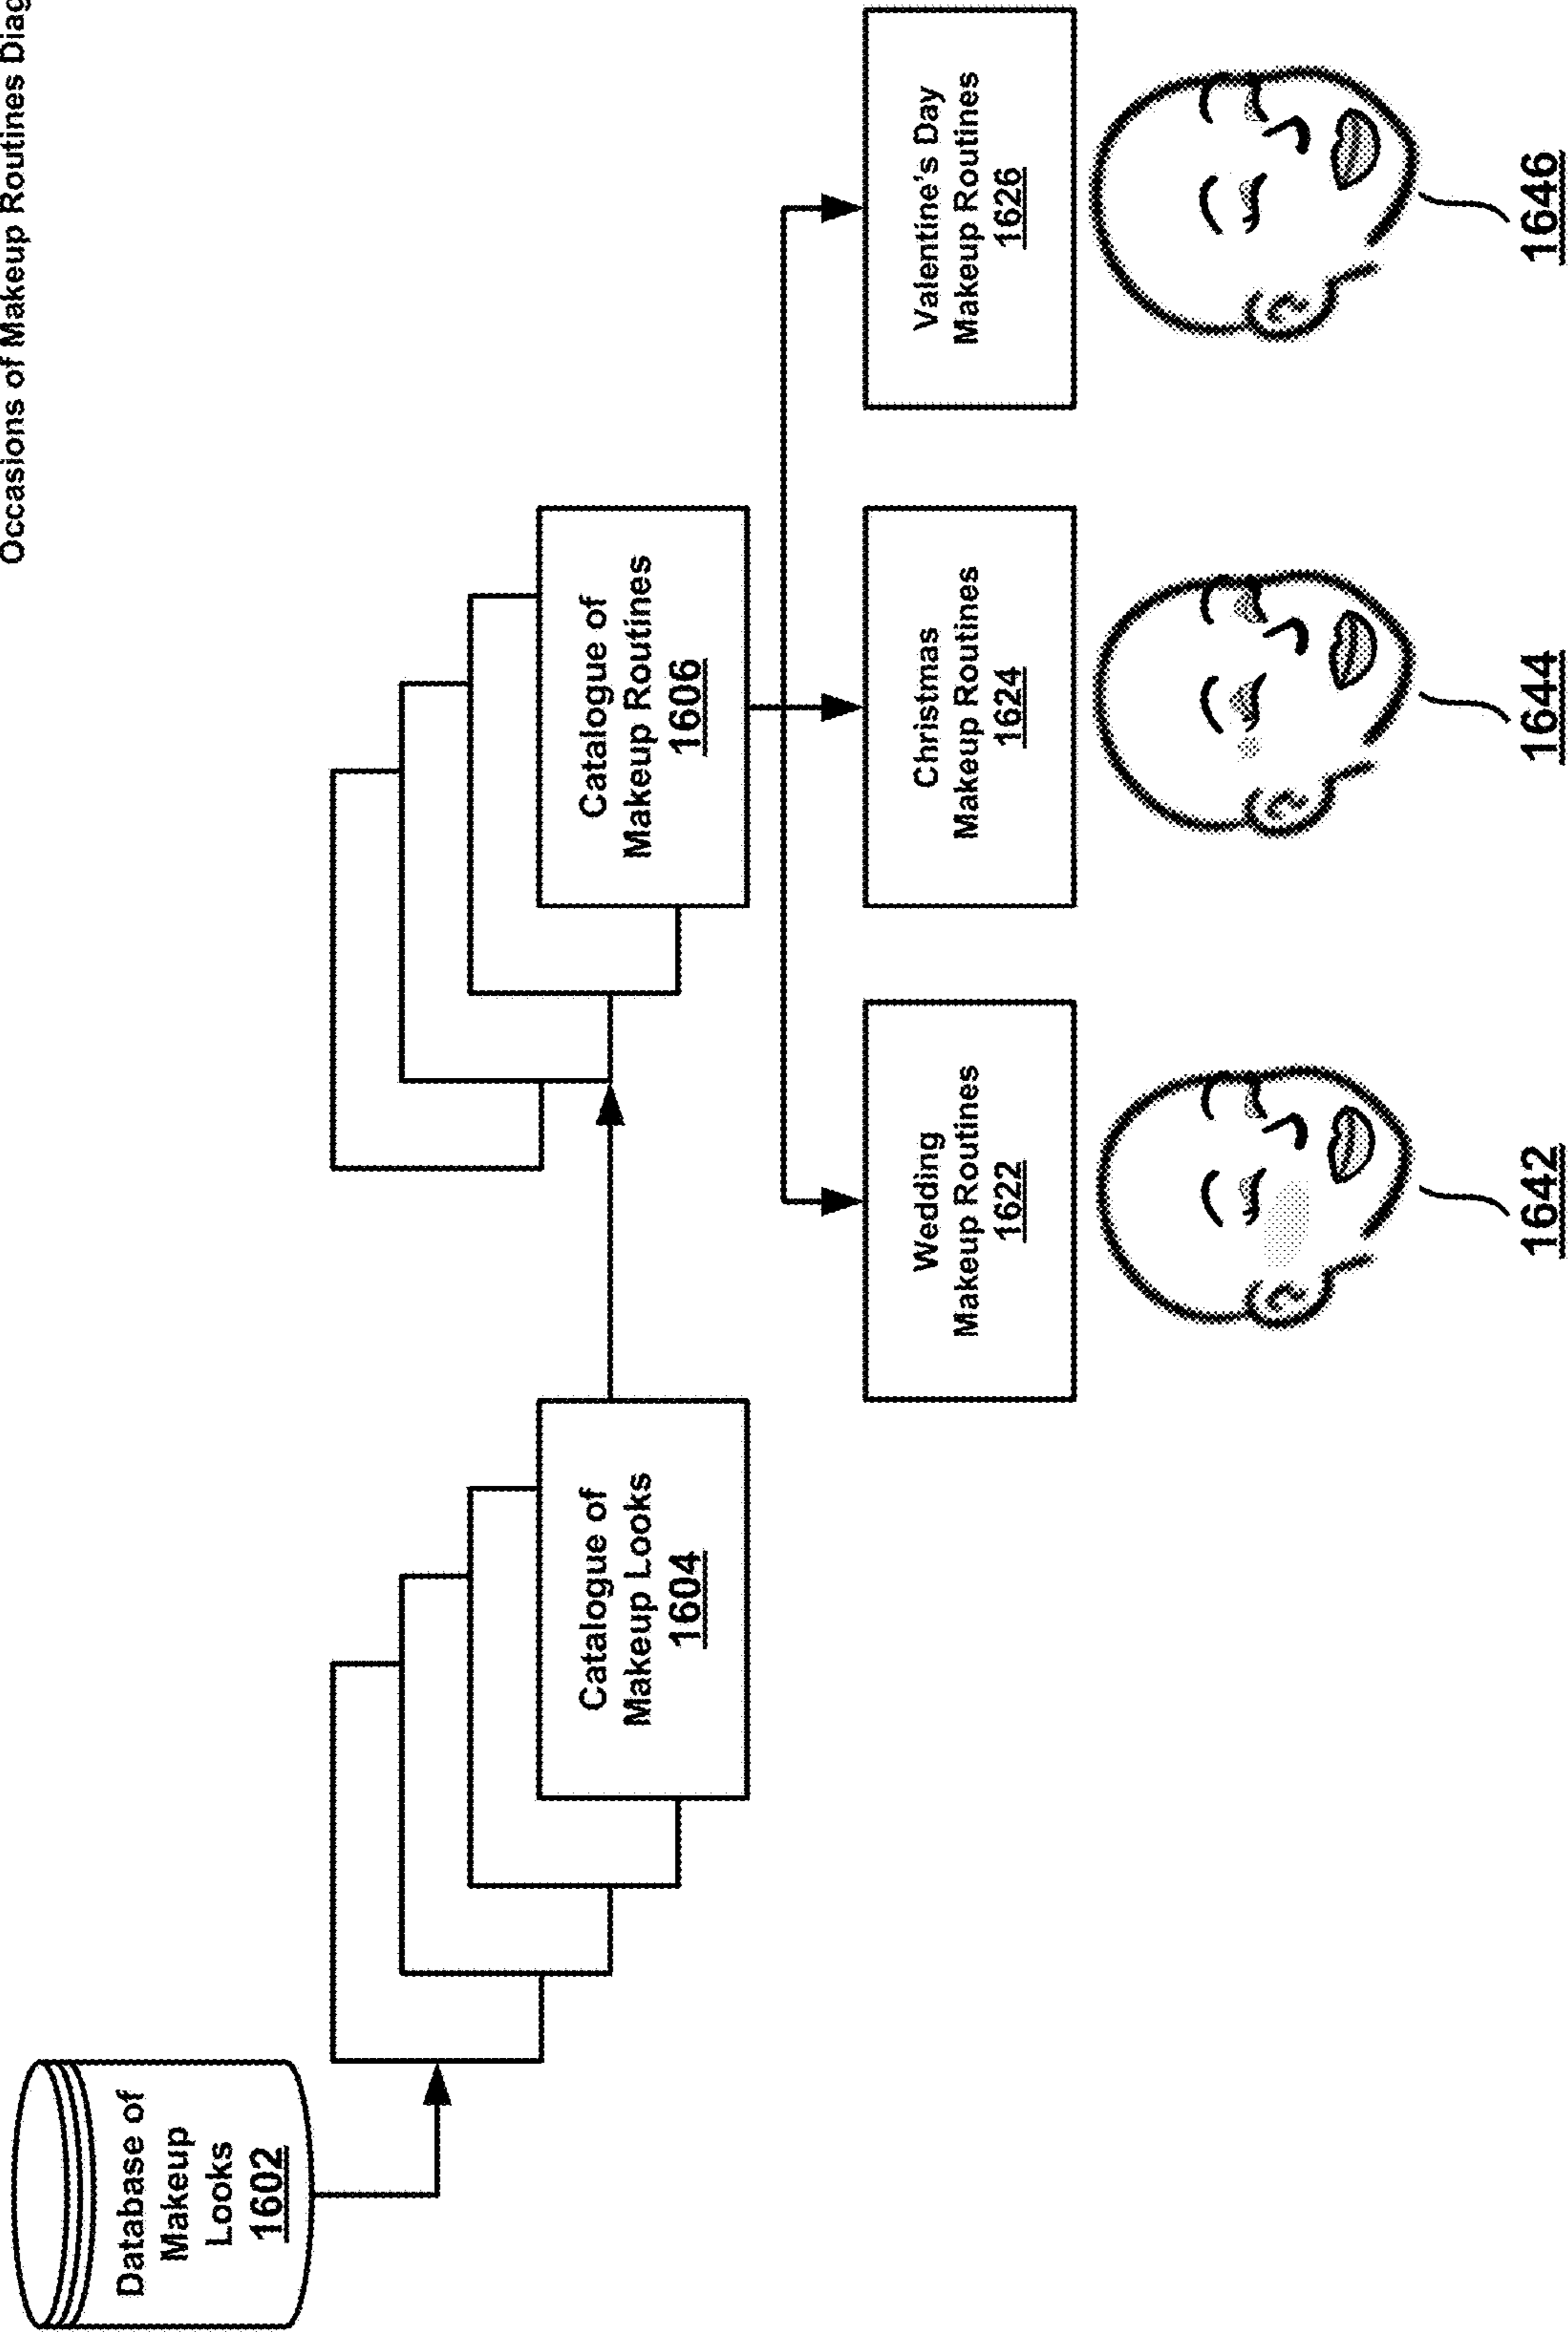 Occasions of Makeup Routines
Database of
Makeup
Looks
1602
Catalogue of
Makeup Looks
1604
Catalogue of
Makeup Routines
1606
Wedding
Makeup Routines
1622
Christmas
Makeup Routines
1624
Valentine's Day
Makeup Routines
1626
1642
1644
1646